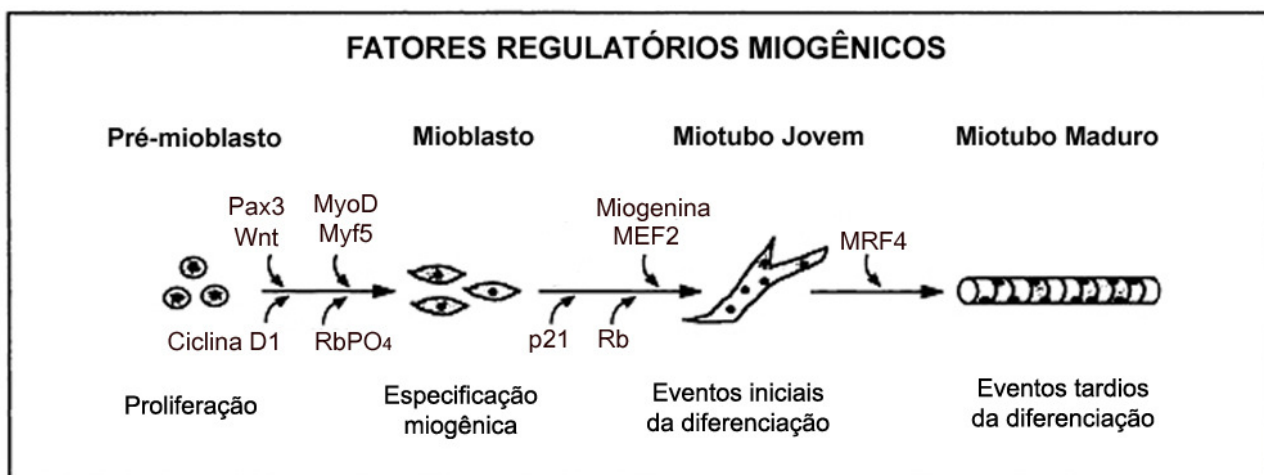 FATORES REGULATÓRIOS MIOGÊNICOS
Pré-mioblasto
Mioblasto
Miotubo Jovem
Miotubo Maduro
Pax3
Wnt
MyoD
Myf5
Miogenina
MEF2
MRF4
Ciclina D1
RbPO4
p21
Rb
Proliferação
Especificação
miogênica
Eventos iniciais
da diferenciação
Eventos tardios
da diferenciação